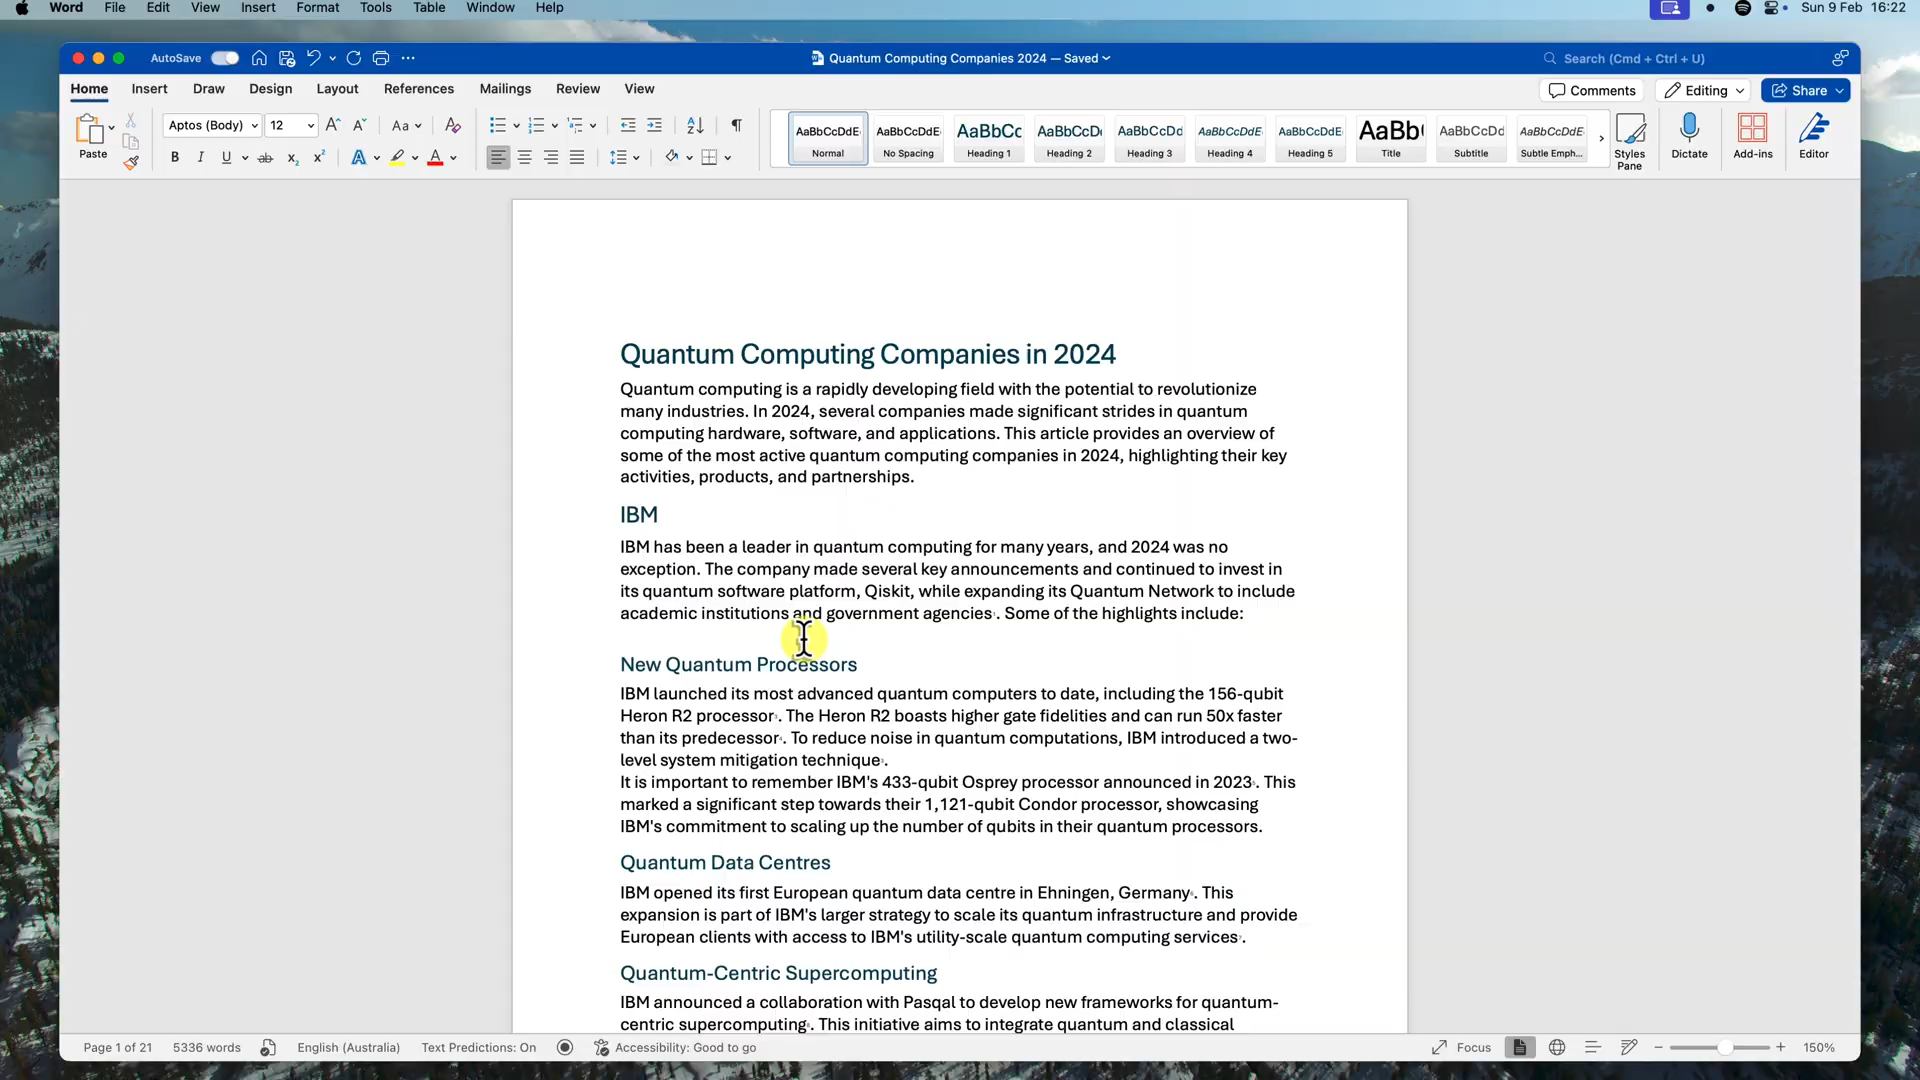 Word File Edit View Insert Format Tools Table Window Help Sun 9 Feb 16:22
AutoSave Quantum Computing Companies 2024 — Saved Search (Cmd + Ctrl + U)
Home Insert Draw Design Layout References Mailings Review View Comments Editing Share
Aptos (Body) 12 Aa
Paste
AaBbCcDdE AaBbCcDdE AaBbCc AaBbCcD AaBbCcDd AaBbCcDdE AaBbCcDdE AaBb AaBbCcDd AaBbCcDdE
Normal No Spacing Heading 1 Heading 2 Heading 3 Heading 4 Heading 5 Title Subtitle Subtle Emph...
Styles Pane Dictate Add-ins Editor
Quantum Computing Companies in 2024
Quantum computing is a rapidly developing field with the potential to revolutionize
many industries. In 2024, several companies made significant strides in quantum
computing hardware, software, and applications. This article provides an overview of
some of the most active quantum computing companies in 2024, highlighting their key
activities, products, and partnerships.
IBM
IBM has been a leader in quantum computing for many years, and 2024 was no
exception. The company made several key announcements and continued to invest in
its quantum software platform, Qiskit, while expanding its Quantum Network to include
academic institutions and government agencies. Some of the highlights include:
New Quantum Processors
IBM launched its most advanced quantum computers to date, including the 156-qubit
Heron R2 processor. The Heron R2 boasts higher gate fidelities and can run 50x faster
than its predecessor. To reduce noise in quantum computations, IBM introduced a two-
level system mitigation technique.
It is important to remember IBM's 433-qubit Osprey processor announced in 2023. This
marked a significant step towards their 1,121-qubit Condor processor, showcasing
IBM's commitment to scaling up the number of qubits in their quantum processors.
Quantum Data Centres
IBM opened its first European quantum data centre in Ehningen, Germany. This
expansion is part of IBM's larger strategy to scale its quantum infrastructure and provide
European clients with access to IBM's utility-scale quantum computing services.
Quantum-Centric Supercomputing
IBM announced a collaboration with Pasqal to develop new frameworks for quantum-
centric supercomputing. This initiative aims to integrate quantum and classical
Page 1 of 21 5336 words English (Australia) Text Predictions: On Accessibility: Good to go Focus 150%